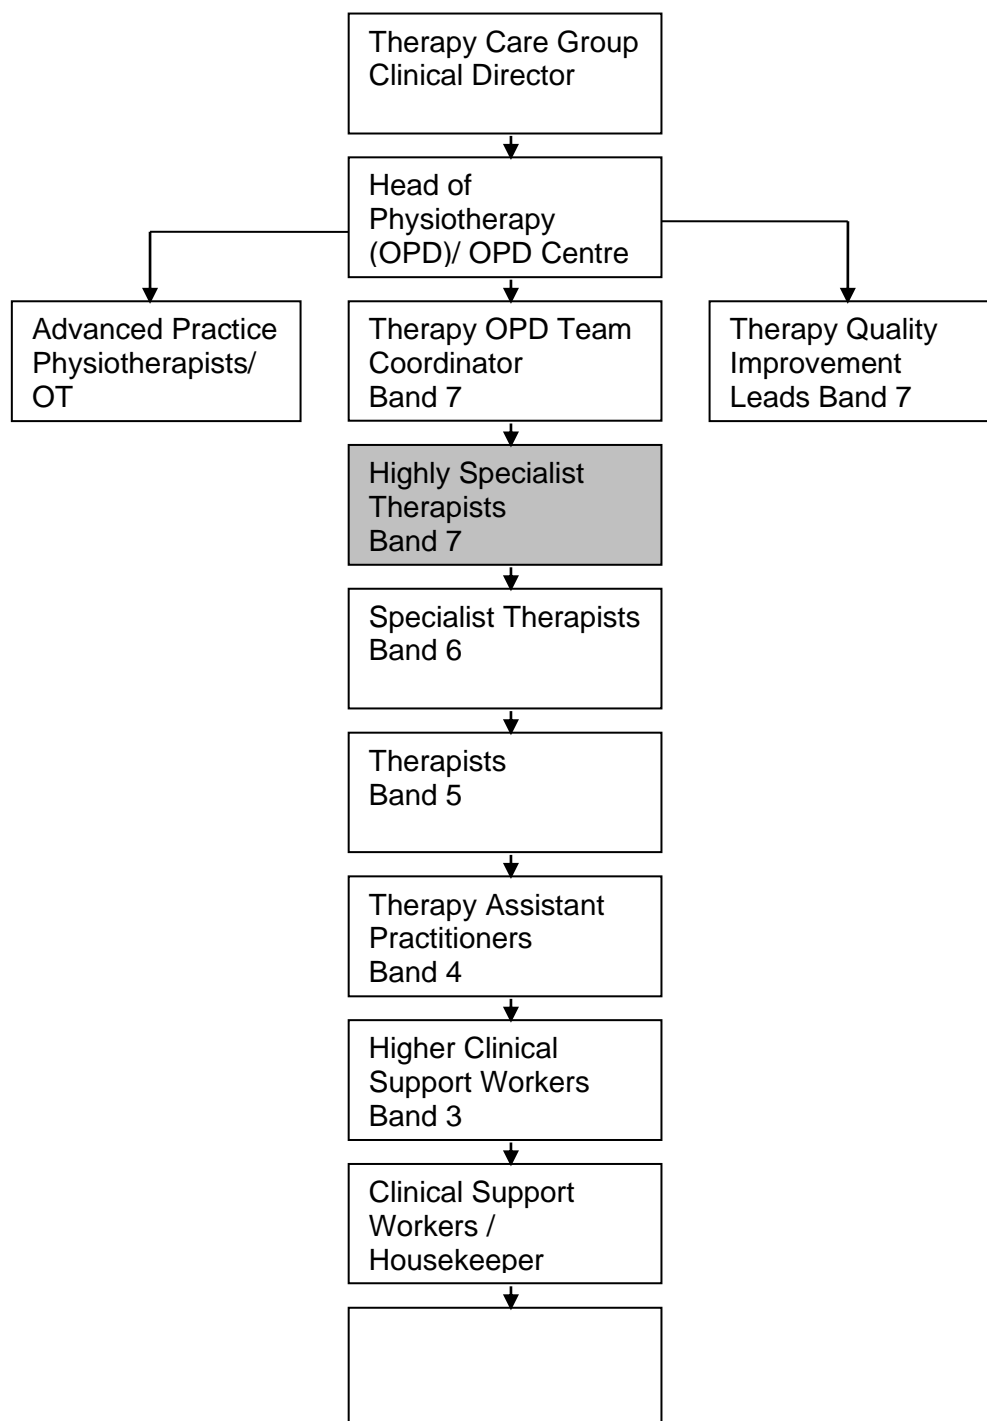 Therapy Care Group
Clinical Director
Head of
Physiotherapy
(OPD)/ OPD Centre
Advanced Practice
Physiotherapists/
OT
Therapy OPD Team
Coordinator
Band 7
Therapy Quality
Improvement
Leads Band 7
Highly Specialist
Therapists
Band 7
Specialist Therapists
Band 6
Therapists
Band 5
Therapy Assistant
Practitioners
Band 4
Higher Clinical
Support Workers
Band 3
Clinical Support
Workers /
Housekeeper